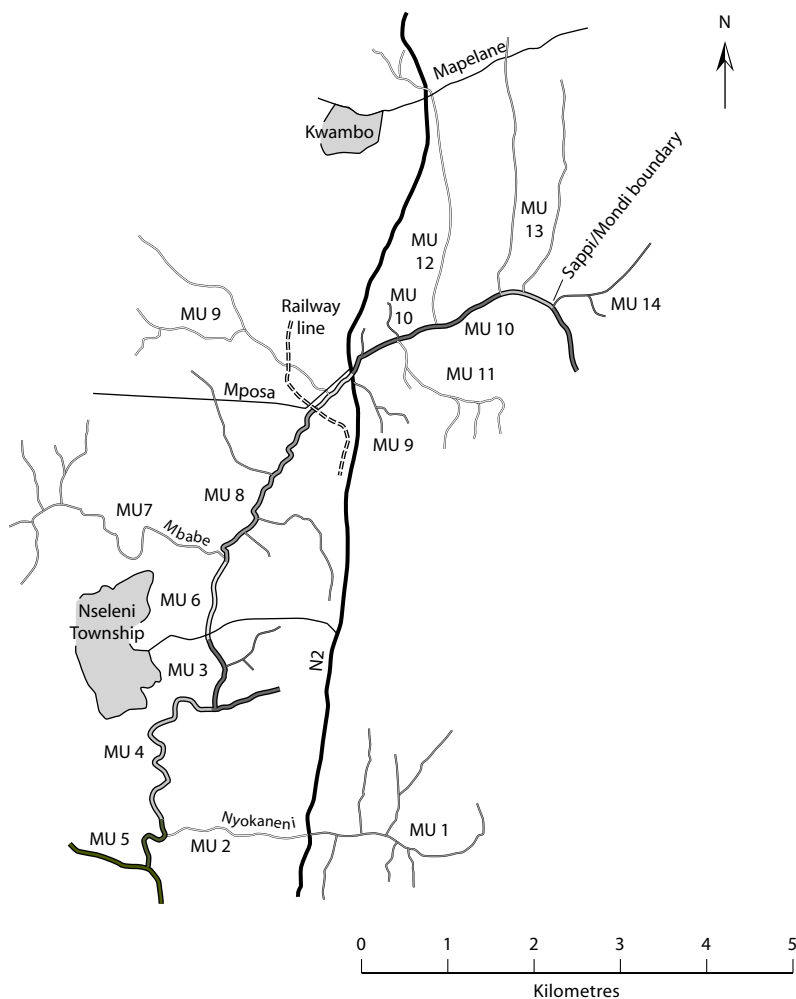 N
Mapelane
Kwambo
Sappi/Mondi boundary
MU
13
MU
12
MU
10
MU 14
MU 9
Railway
line
MU 10
MU 11
Mposa
MU 9
MU 8
MU7
Mbabe
MU 6
Nseleni
Township
MU 3
N2
MU 4
Nyokaneni
MU 1
MU 5
MU 2
0 1 2 3 4 5
Kilometres